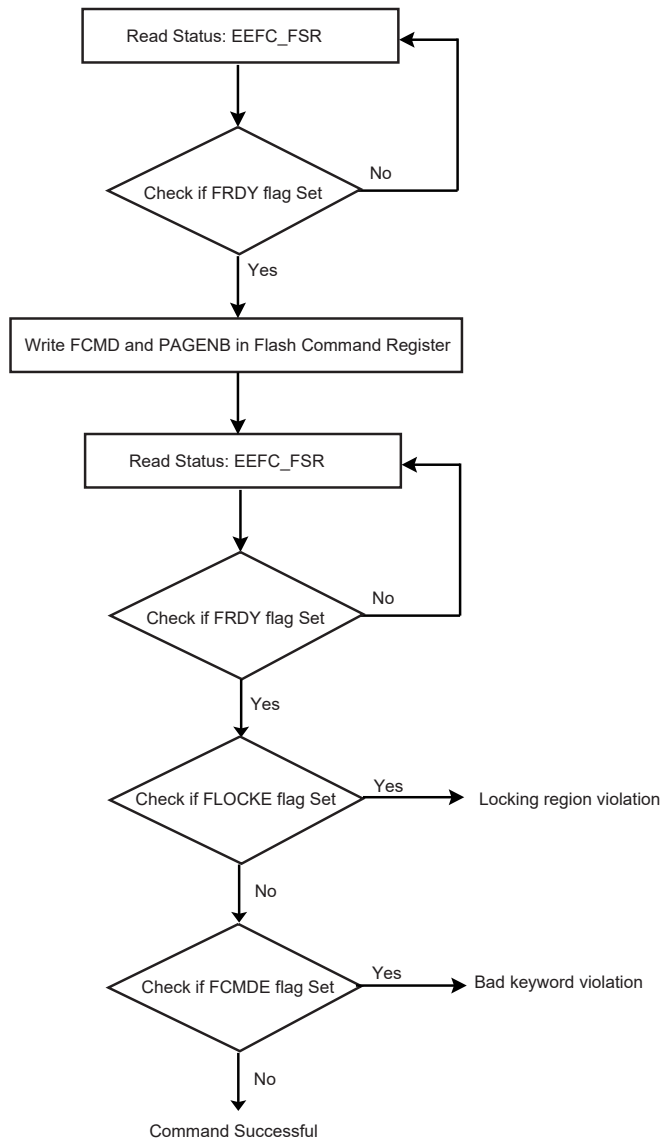 Read Status: EEFC_FSR
No
Check if FRDY flag Set
Yes
Write FCMD and PAGENB in Flash Command Register
Read Status: EEFC_FSR
No
Check if FRDY flag Set
Yes
Check if FLOCKE flag Set
Yes
Locking region violation
No
Check if FCMDE flag Set
Yes
Bad keyword violation
No
Command Successful